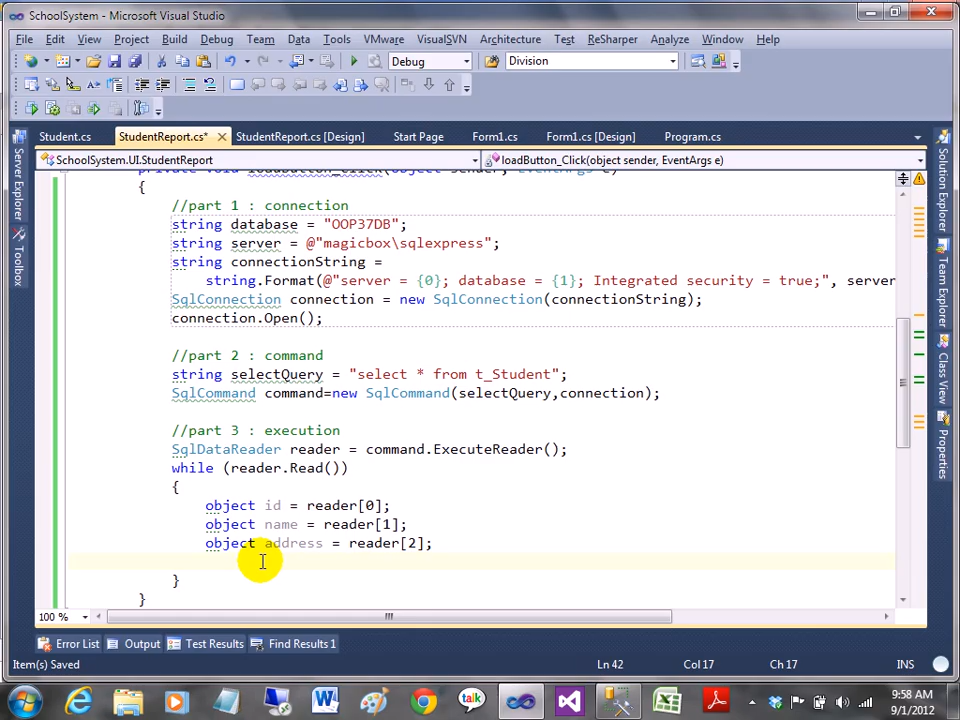 SchoolSystem - Microsoft Visual Studio
File Edit View Project Build Debug Team Data Tools VMware VisualSVN Architecture Test ReSharper Analyze Window Help
Debug Division
Student.cs StudentReport.cs* StudentReport.cs [Design] Start Page Form1.cs Form1.cs [Design] Program.cs
SchoolSystem.UI.StudentReport loadButton_Click(object sender, EventArgs e)
private void loadButton_Click(object sender, EventArgs e)
{
//part 1 : connection
string database = "OOP37DB";
string server = @"magicbox\sqlexpress";
string connectionString =
string.Format(@"server = {0}; database = {1}; Integrated security = true;", server
SqlConnection connection = new SqlConnection(connectionString);
connection.Open();
//part 2 : command
string selectQuery = "select * from t_Student";
SqlCommand command=new SqlCommand(selectQuery,connection);
//part 3 : execution
SqlDataReader reader = command.ExecuteReader();
while (reader.Read())
{
object id = reader[0];
object name = reader[1];
object address = reader[2];
}
}
100 %
Error List Output Test Results Find Results 1
Item(s) Saved Ln 42 Col 17 Ch 17 INS
talk
9:58 AM
9/1/2012
Server Explorer
Toolbox
Solution Explorer
Team Explorer
Class View
Properties